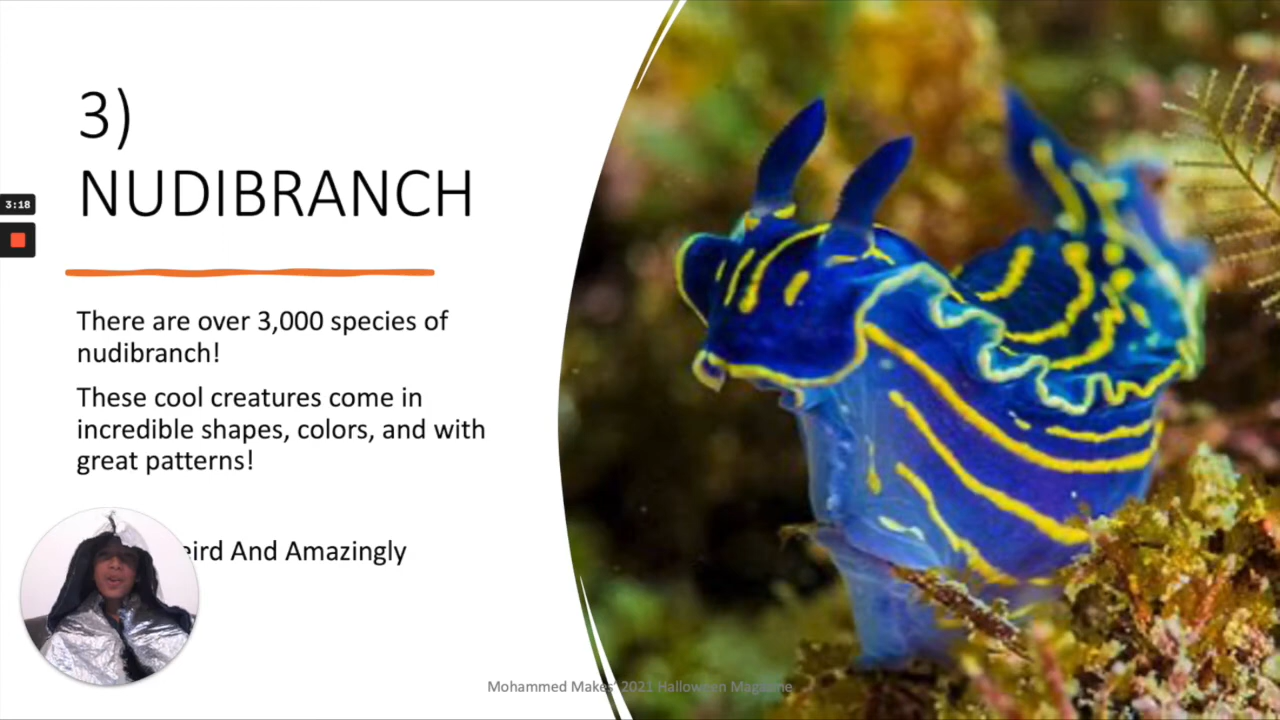 3)
NUDIBRANCH
3:18
There are over 3,000 species of
nudibranch!
These cool creatures come in
incredible shapes, colors, and with
great patterns!
eird And Amazingly
Mohammed Makes' 2021 Halloween Magazine